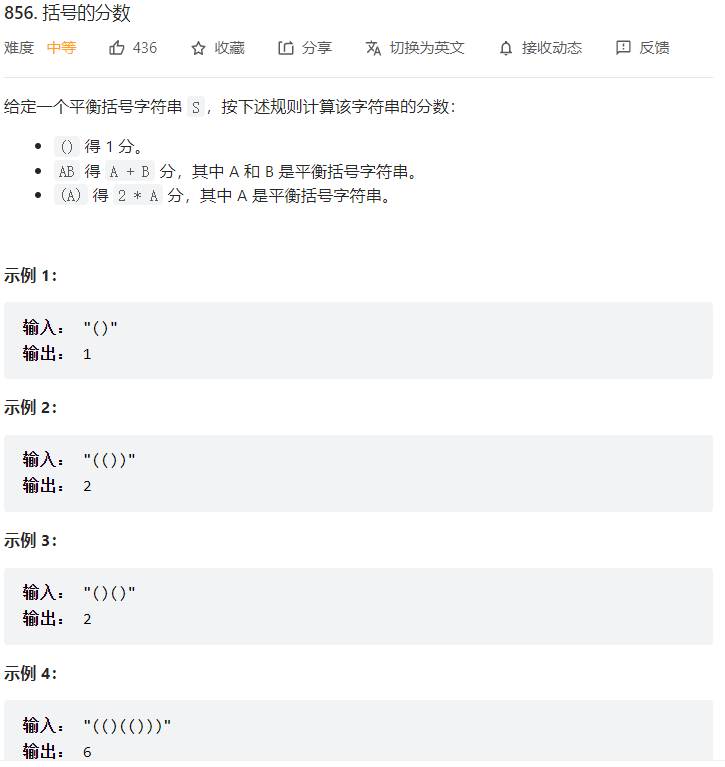 856. 括号的分数
难度 中等 436 收藏 分享 切换为英文 接收动态 反馈
给定一个平衡括号字符串 S，按下述规则计算该字符串的分数：
• () 得 1 分。
• AB 得 A + B 分，其中 A 和 B 是平衡括号字符串。
• (A) 得 2 * A 分，其中 A 是平衡括号字符串。
示例 1：
输入： "()"
输出： 1
示例 2：
输入： "(())"
输出： 2
示例 3：
输入： "()()"
输出： 2
示例 4：
输入： "(()(()))"
输出： 6